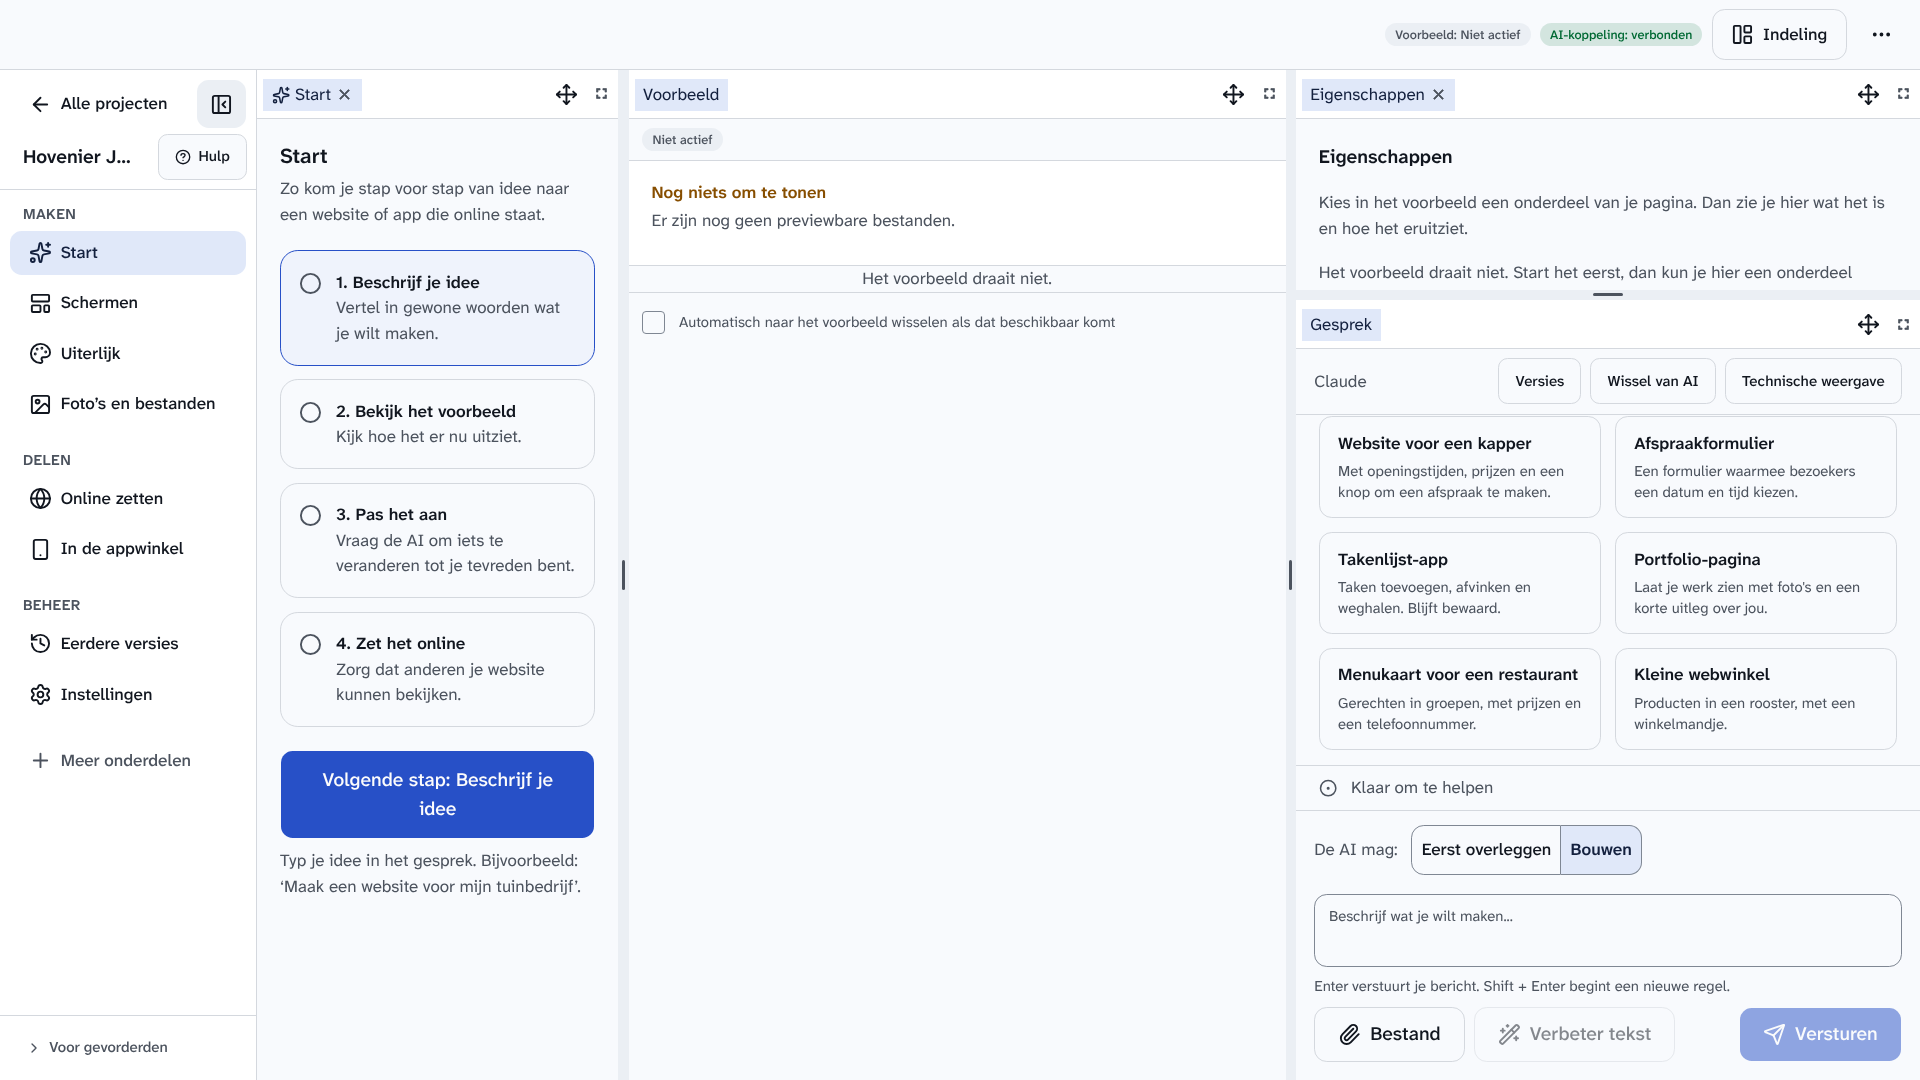 Voorbeeld: Niet actief
AI-koppeling: verbonden
Indeling
Alle projecten
Hovenier J...
Hulp
MAKEN
Start
Schermen
Uiterlijk
Foto's en bestanden
DELEN
Online zetten
In de appwinkel
BEHEER
Eerdere versies
Instellingen
Meer onderdelen
Voor gevorderden
Start
Start
Zo kom je stap voor stap van idee naar
een website of app die online staat.
1. Beschrijf je idee
Vertel in gewone woorden wat
je wilt maken.
2. Bekijk het voorbeeld
Kijk hoe het er nu uitziet.
3. Pas het aan
Vraag de AI om iets te
veranderen tot je tevreden bent.
4. Zet het online
Zorg dat anderen je website
kunnen bekijken.
Volgende stap: Beschrijf je
idee
Typ je idee in het gesprek. Bijvoorbeeld:
‘Maak een website voor mijn tuinbedrijf’.
Voorbeeld
Niet actief
Nog niets om te tonen
Er zijn nog geen previewbare bestanden.
Het voorbeeld draait niet.
Automatisch naar het voorbeeld wisselen als dat beschikbaar komt
Eigenschappen
Eigenschappen
Kies in het voorbeeld een onderdeel van je pagina. Dan zie je hier wat het is
en hoe het eruitziet.
Het voorbeeld draait niet. Start het eerst, dan kun je hier een onderdeel
Gesprek
Claude
Versies
Wissel van AI
Technische weergave
Website voor een kapper
Met openingstijden, prijzen en een
knop om een afspraak te maken.
Afspraakformulier
Een formulier waarmee bezoekers
een datum en tijd kiezen.
Takenlijst-app
Taken toevoegen, afvinken en
weghalen. Blijft bewaard.
Portfolio-pagina
Laat je werk zien met foto's en een
korte uitleg over jou.
Menukaart voor een restaurant
Gerechten in groepen, met prijzen en
een telefoonnummer.
Kleine webwinkel
Producten in een rooster, met een
winkelmandje.
Klaar om te helpen
De AI mag:
Eerst overleggen
Bouwen
Beschrijf wat je wilt maken...
Enter verstuurt je bericht. Shift + Enter begint een nieuwe regel.
Bestand
Verbeter tekst
Versturen